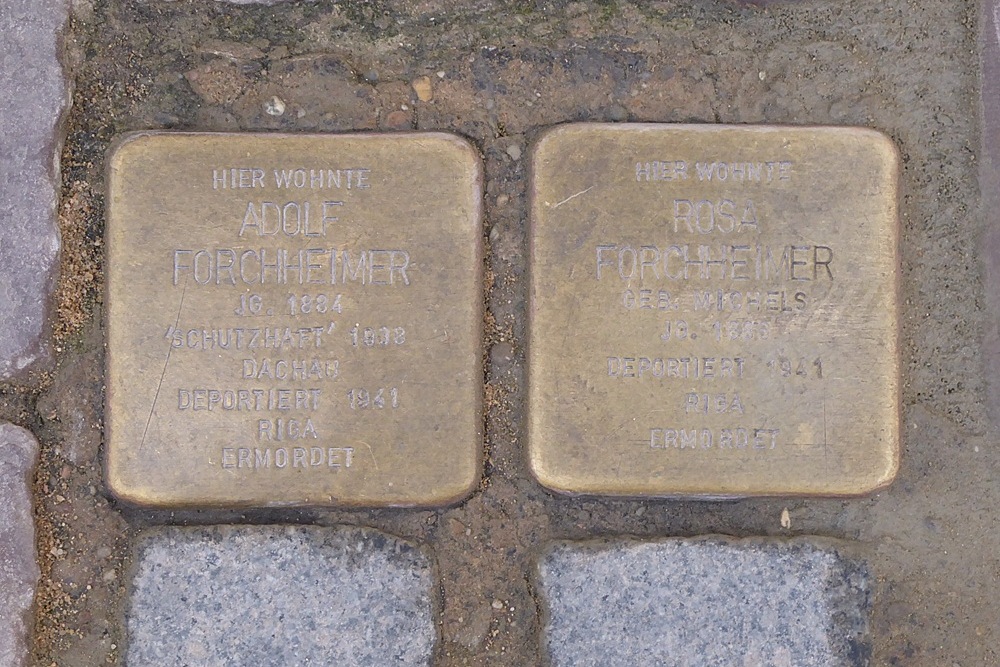 HIER WOHNTE
ADOLF
FORCHHEIMER
JG. 1884
'SCHUTZHAFT' 1938
DACHAU
DEPORTIERT 1941
RIGA
ERMORDET
HIER WOHNTE
ROSA
FORCHHEIMER
GEB. MICHELS
JG.
DEPORTIERT 1941
RIGA
ERMORDET